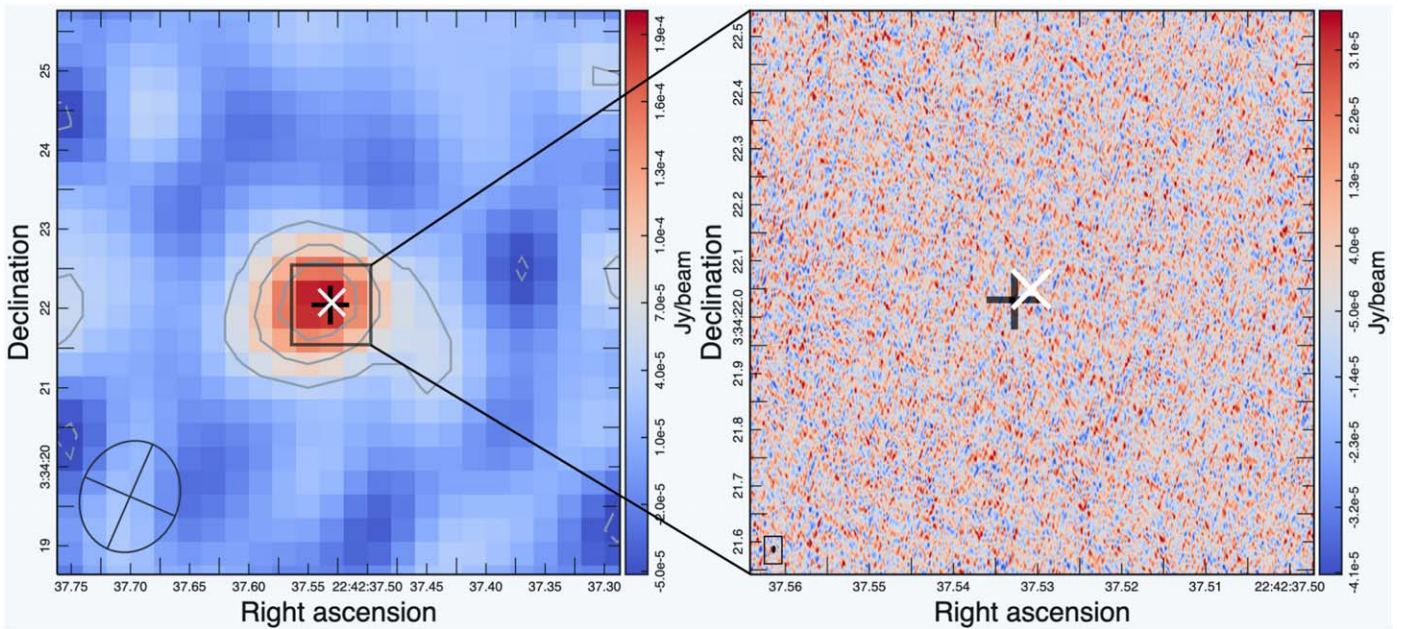 Declination
25
24
23
22
21
3:34:20
19
37.75 37.70 37.65 37.60 37.55 22:42:37.50 37.45 37.40 37.35 37.30
Right ascension
1.9e-4
1.6e-4
1.3e-4
1.0e-4
7.0e-5
4.0e-5
1.0e-5
-2.0e-5
-5.0e-5
Jy/beam
Declination
22.5
22.4
22.3
22.2
22.1
3:34:22.0
21.9
21.8
21.7
21.6
37.56 37.55 37.54 37.53 37.52 37.51 22:42:37.50
Right ascension
3.1e-5
2.2e-5
1.3e-5
4.0e-6
-5.0e-6
-1.4e-5
-2.3e-5
-3.2e-5
-4.1e-5
Jy/beam